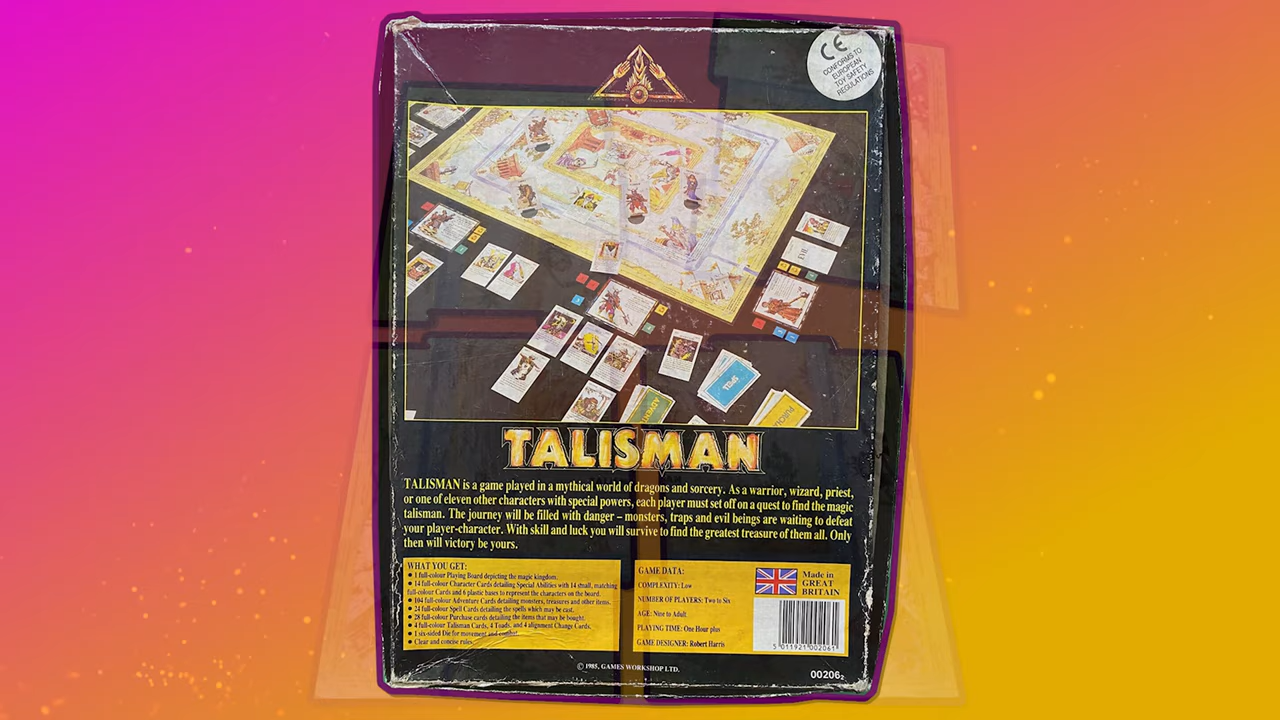 CE
CONFORMS TO
EUROPEAN
TOY SAFETY
REGULATIONS
SPELL
TALISMAN
TALISMAN is a game played in a mythical world of dragons and sorcery. As a warrior, wizard, priest,
or one of eleven other characters with special powers, each player must set off on a quest to find the magic
talisman. The journey will be filled with danger – monsters, traps and evil beings are waiting to defeat
your player-character. With skill and luck you will survive to find the greatest treasure of them all. Only
then will victory be yours.
WHAT YOU GET:
● 1 full-colour Playing Board depicting the magic kingdom.
● 14 full-colour Character Cards detailing Special Abilities with 14 small, matching
full-colour Cards and 6 plastic bases to represent the characters on the board.
● 104 full-colour Adventure Cards detailing monsters, treasures and other items.
● 24 full-colour Spell Cards detailing the spells which may be cast.
● 28 full-colour Purchase cards detailing the items that may be bought.
● 4 full-colour Talisman Cards, 4 Toads, and 4 alignment Change Cards.
● 1 six-sided Die for movement and combat.
● Clear and concise rules.
GAME DATA:
COMPLEXITY: Low
NUMBER OF PLAYERS: Two to Six
AGE: Nine to Adult
PLAYING TIME: One Hour plus
GAME DESIGNER: Robert Harris
Made in
GREAT
BRITAIN
5 011921 002061
© 1985, GAMES WORKSHOP LTD.
002062